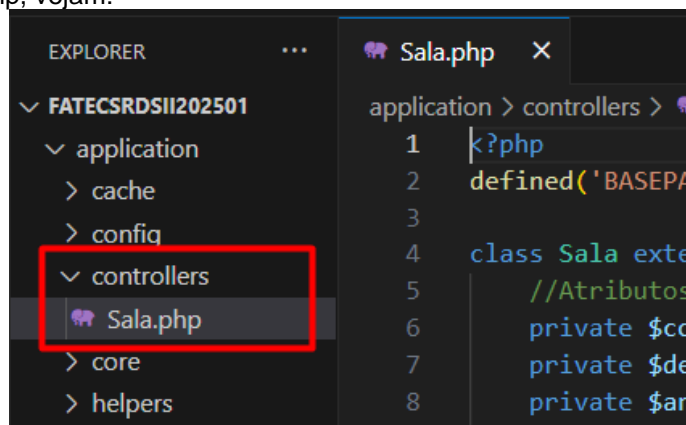 vejam:
EXPLORER ...
Sala.php ×
FATECSRDSII202501
application > controllers >
application
> cache
> config
controllers
Sala.php
> core
> helpers
1 <?php
2 defined('BASEPA
3
4 class Sala exte
5 //Atributos
6 private $co
7 private $de
8 private $an